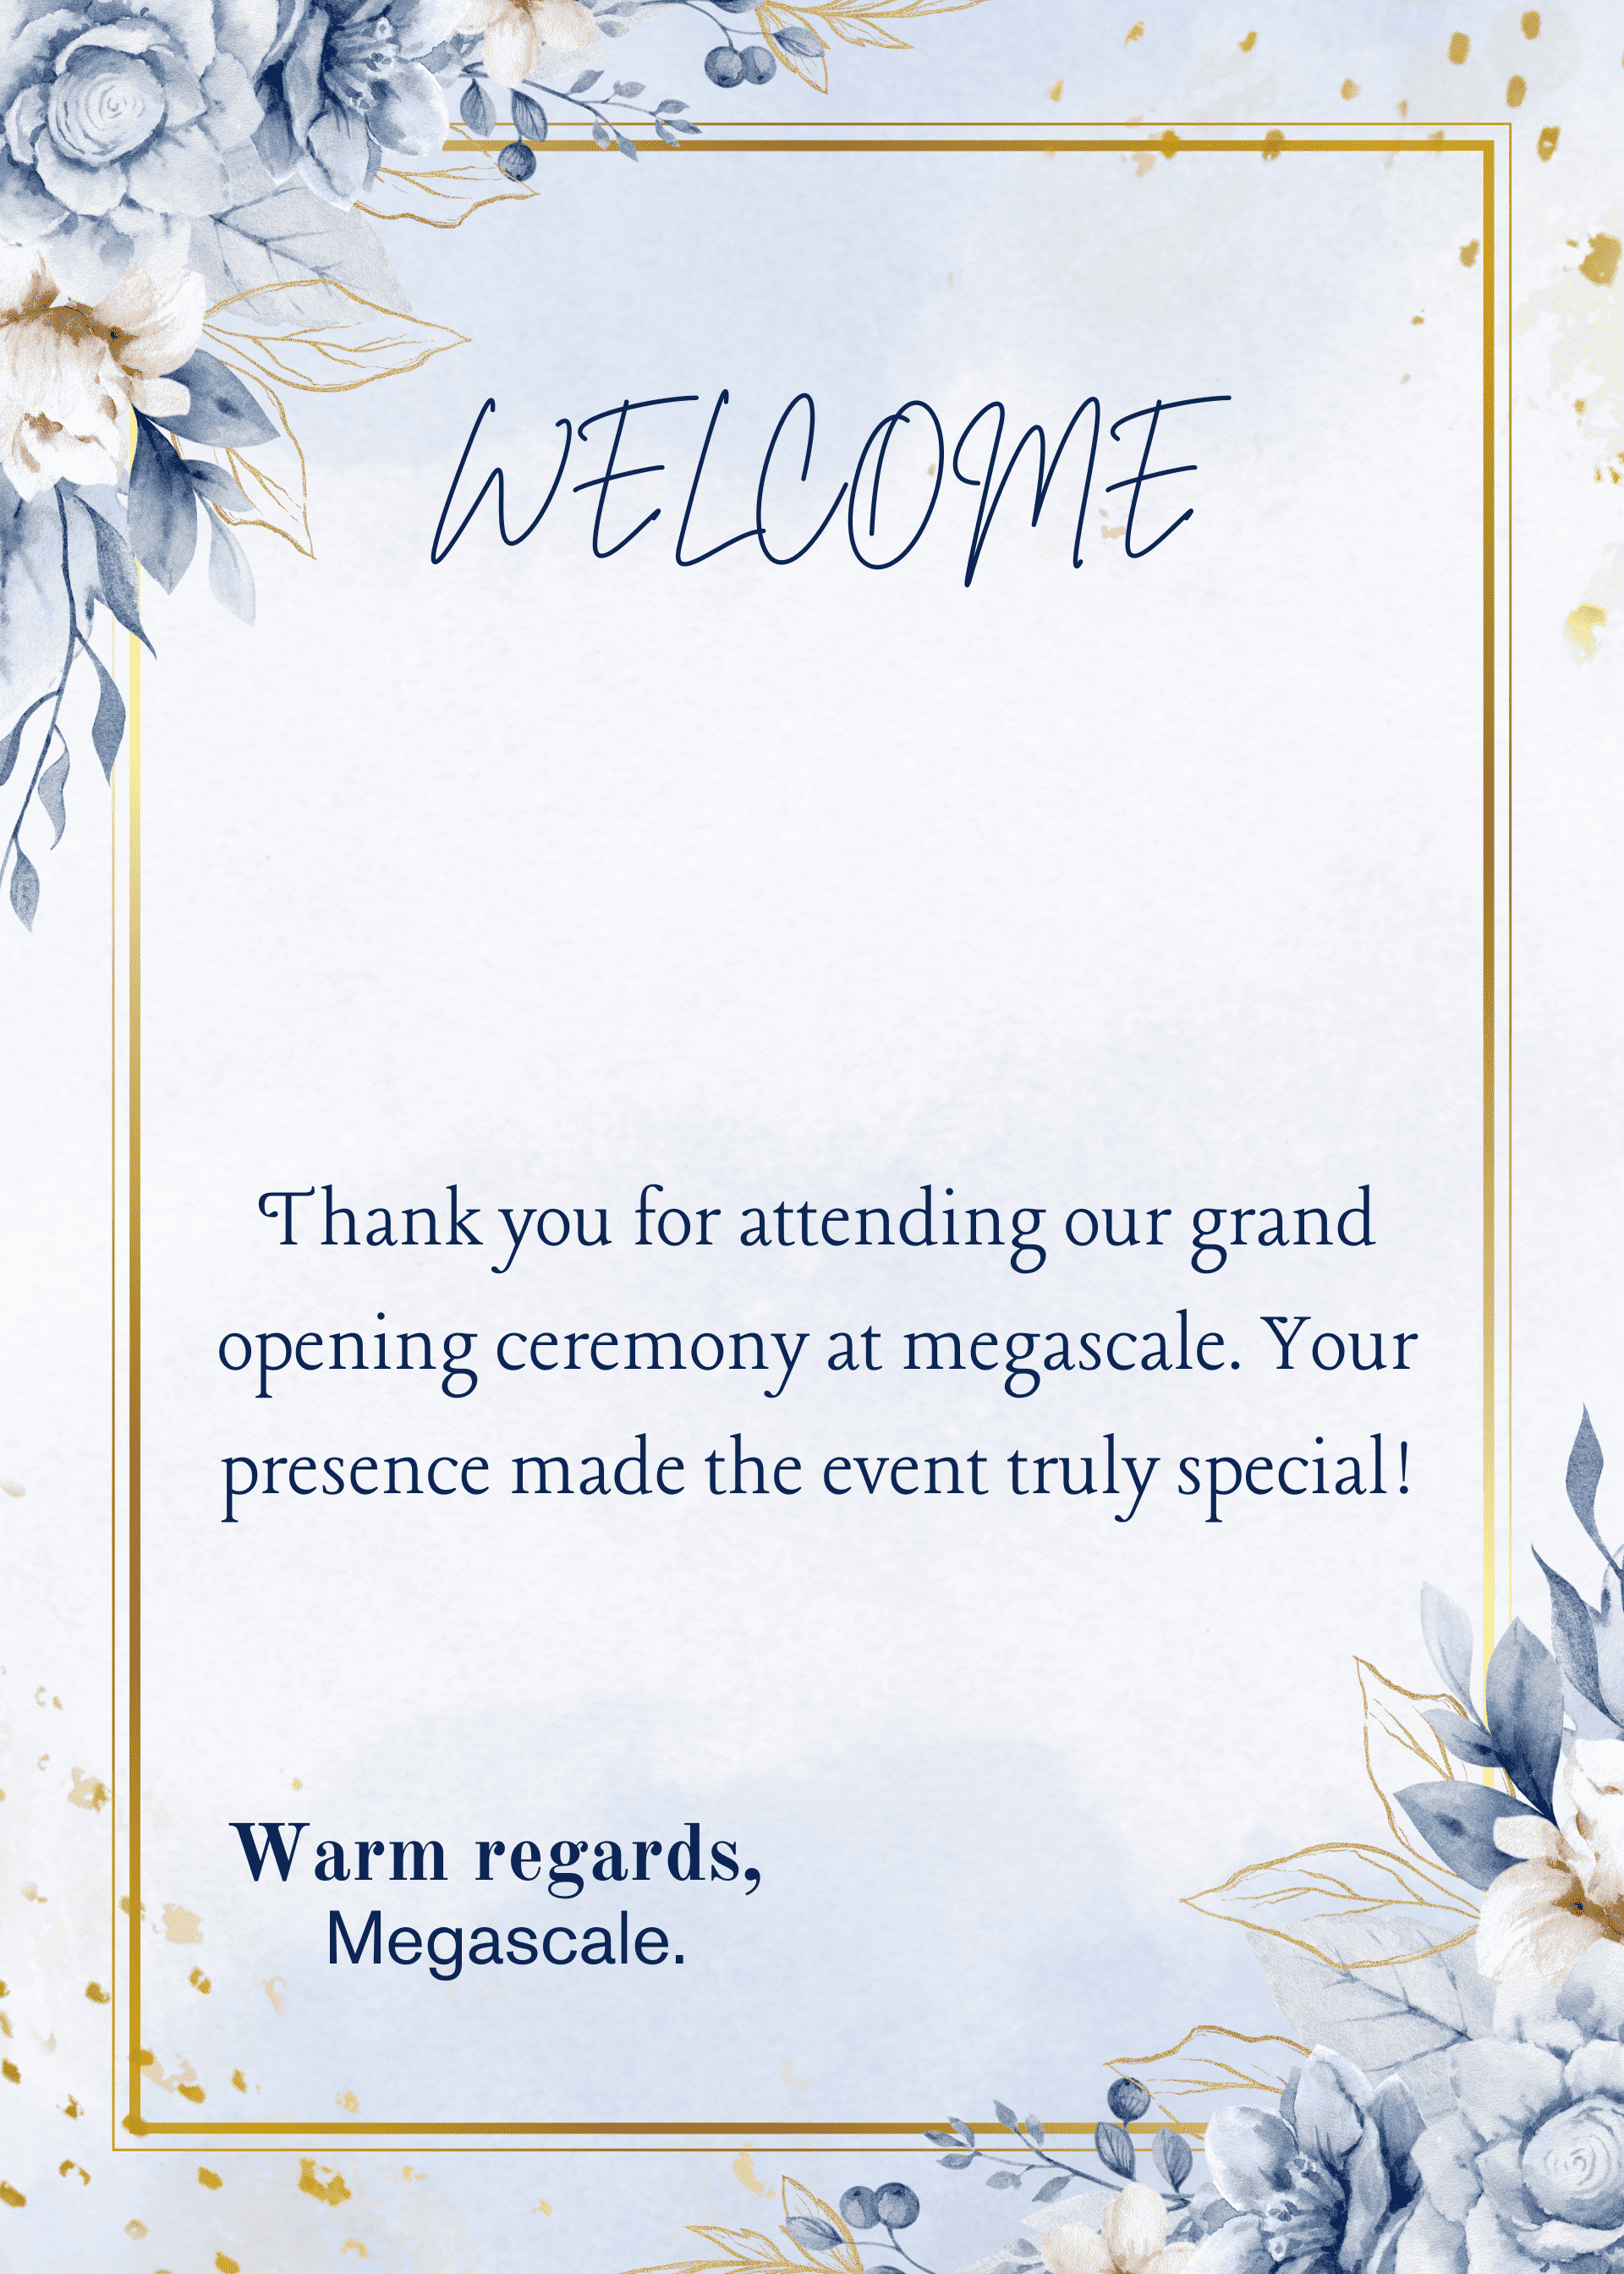 WELCOME
Thank you for attending our grand
opening ceremony at megascale. Your
presence made the event truly special!
Warm regards,
Megascale.